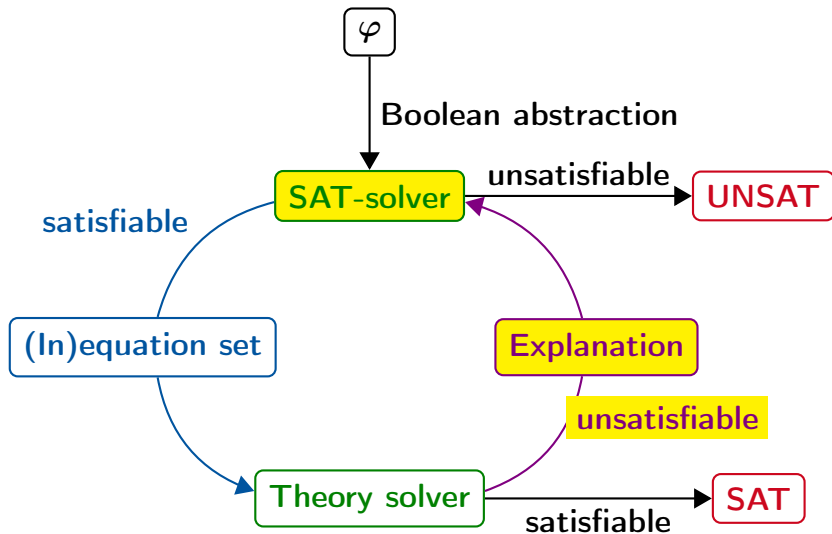 φ
Boolean abstraction
SAT-solver
unsatisfiable
UNSAT
satisfiable
(In)equation set
Explanation
unsatisfiable
Theory solver
satisfiable
SAT